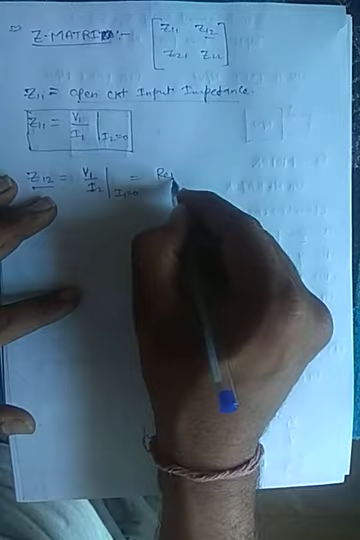 Z-MATRIX:- [Z11 Z12
Z21 Z22]
Z11 = open ckt Input Impedance.
Z11 = V1/I1 | I2=0
Z12 = V1/I2 | I1=0 = Rev